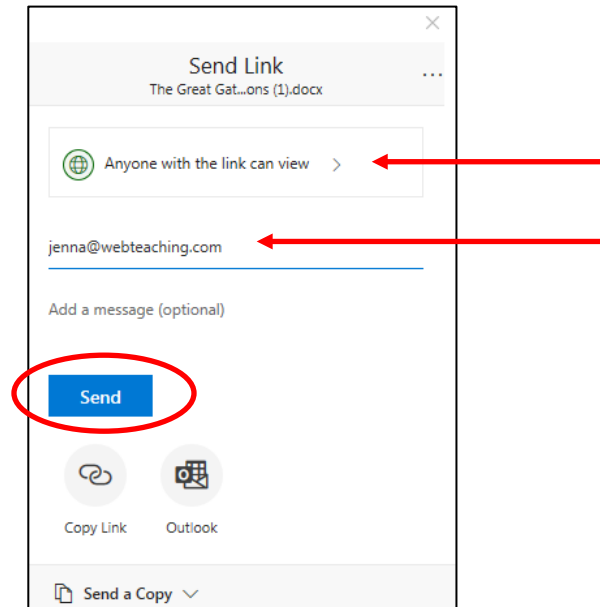 Send Link
The Great Gat...ons (1).docx
...
Anyone with the link can view >
jenna@webteaching.com
Add a message (optional)
Send
Copy Link Outlook
Send a Copy